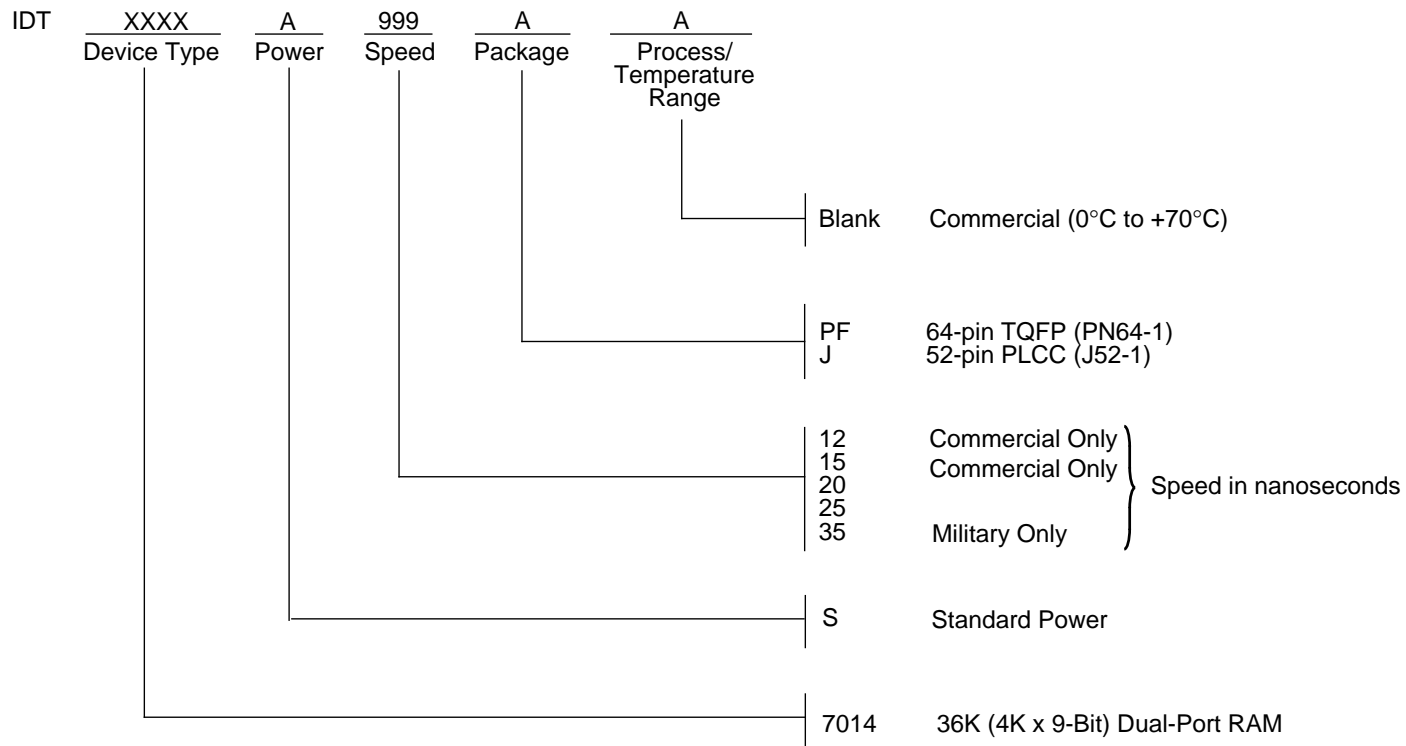 IDT XXXX A 999 A A
Device Type Power Speed Package Process/
Temperature
Range
Blank Commercial (0°C to +70°C)
PF 64-pin TQFP (PN64-1)
J 52-pin PLCC (J52-1)
12 Commercial Only
15 Commercial Only
20
25
35 Military Only
Speed in nanoseconds
S Standard Power
7014 36K (4K x 9-Bit) Dual-Port RAM